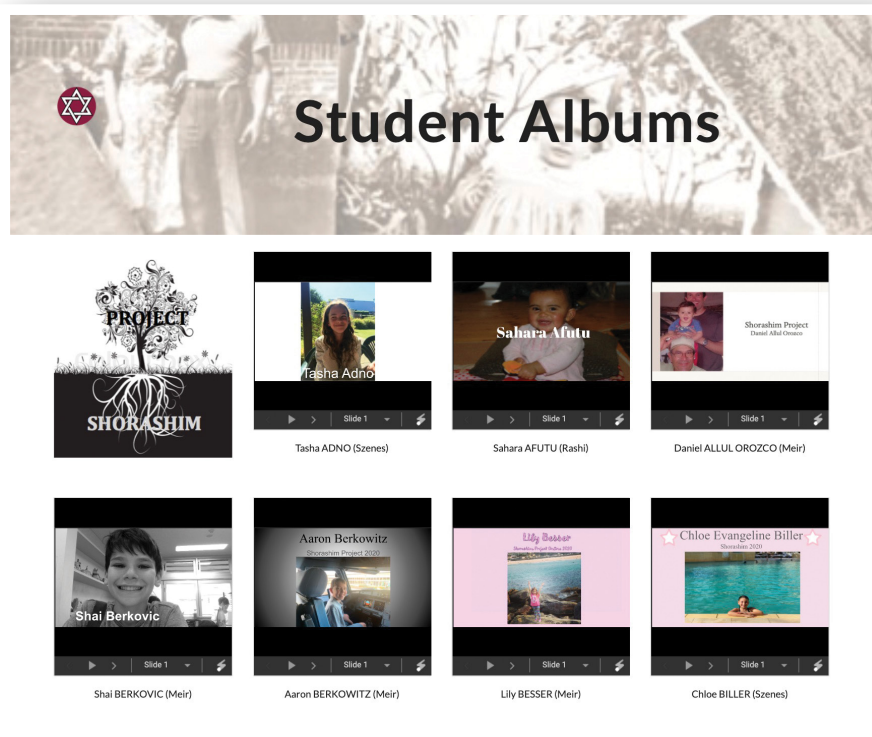 Student Albums
PROJECT
SHORASHIM
Tasha Adno
Slide 1
Tasha ADNO (Szenes)
Sahara Afutu
Slide 1
Sahara AFUTU (Rashi)
Shorashim Project
Daniel Allul Orozco
Slide 1
Daniel ALLUL OROZCO (Meir)
Shai Berkovic
Slide 1
Shai BERKOVIC (Meir)
Aaron Berkowitz
Shorashim Project 2020
Slide 1
Aaron BERKOWITZ (Meir)
Lily Besser
Slide 1
Lily BESSER (Meir)
Chloe Evangeline Biller
Shorashim 2020
Slide 1
Chloe BILLER (Szenes)